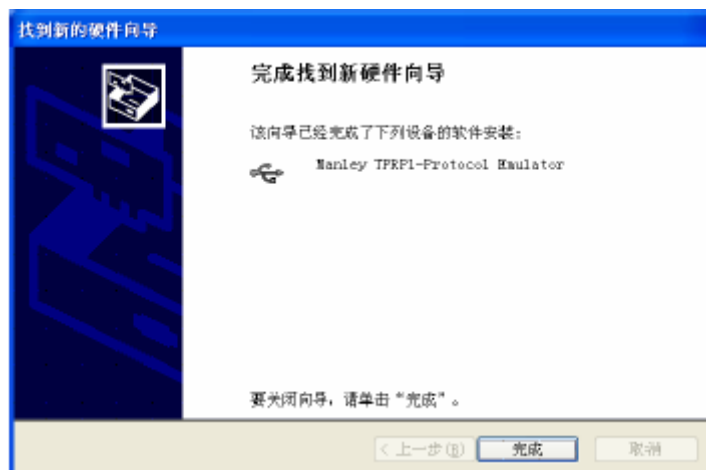 找到新的硬件向导
完成找到新硬件向导
该向导已经完成了下列设备的软件安装:
Manley TPRP1-Protocol Emulator
要关闭向导，请单击“完成”。
< 上一步(B)
完成
取消